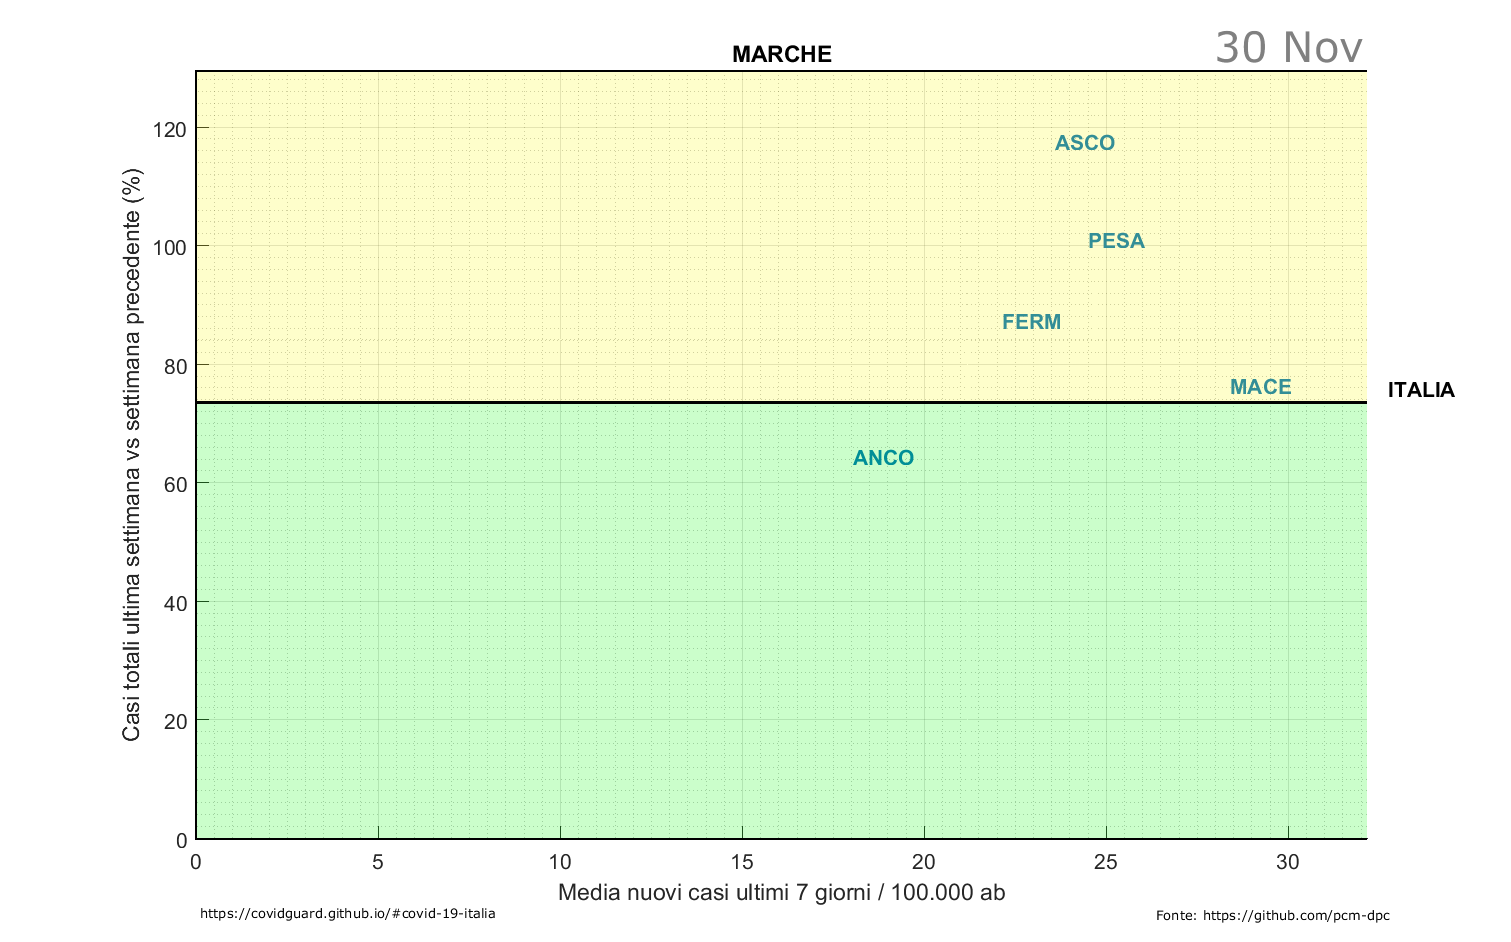 MARCHE
30 Nov
Casi totali ultima settimana vs settimana precedente (%)
120
100
80
60
40
20
0
ASCO
PESA
FERM
MACE
ITALIA
ANCO
0 5 10 15 20 25 30
Media nuovi casi ultimi 7 giorni / 100.000 ab
https://covidguard.github.io/#covid-19-italia
Fonte: https://github.com/pcm-dpc